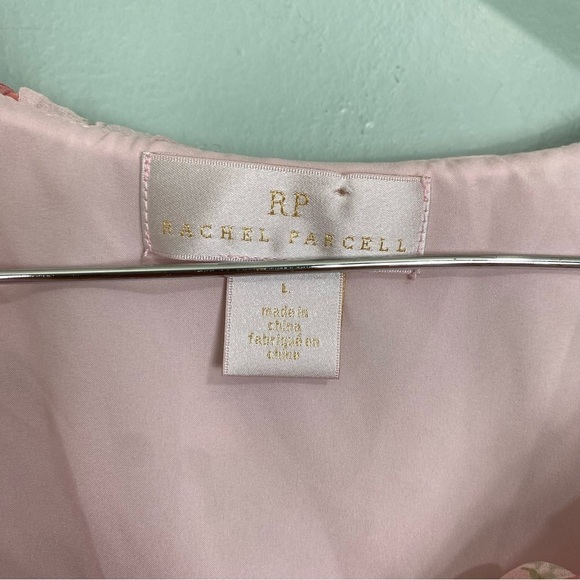 RP
RACHEL PARCELL
L
made in
china
fabriqué en
chine